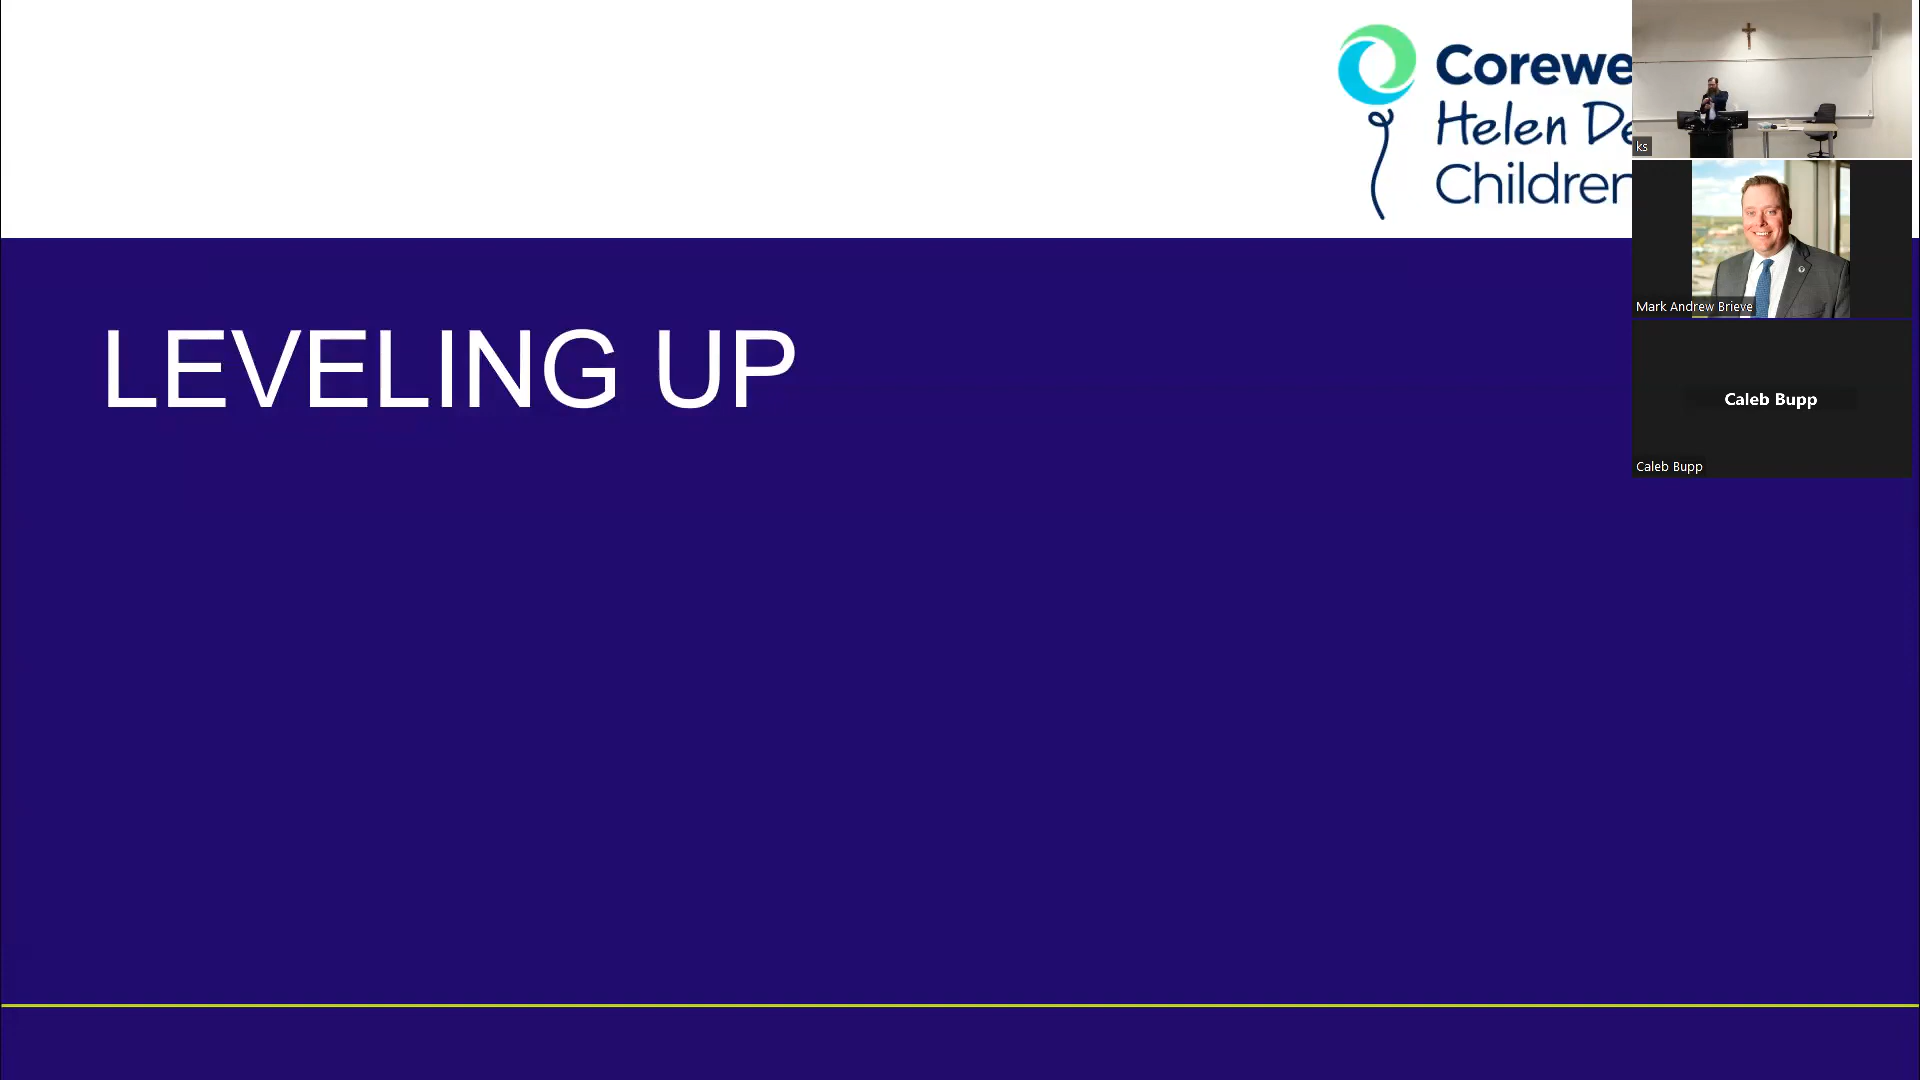 Corewe
Helen De
Children
LEVELING UP
ks
Mark Andrew Brieve
Caleb Bupp
Caleb Bupp